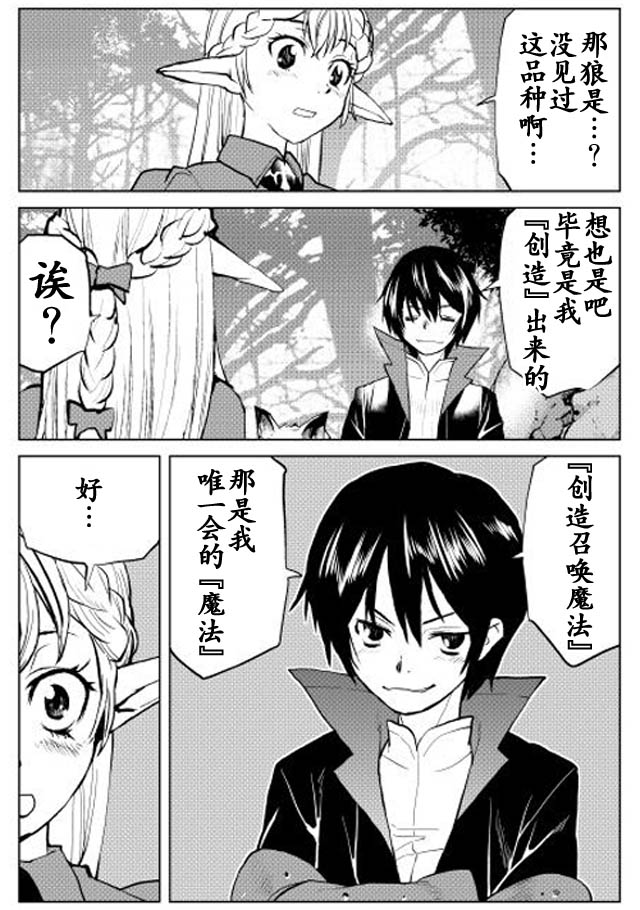 那狼是…？
没见过
这品种啊…
想也是吧
毕竟是我
『创造』出来的
诶？
『创造召唤魔法』
那是我
唯一会的『魔法』
好…